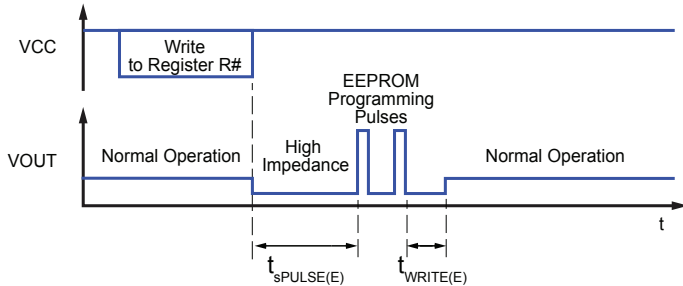 VCC
Write
to Register R#
EEPROM
Programming
Pulses
VOUT
Normal Operation
High
Impedance
Normal Operation
t
tsPULSE(E)
tWRITE(E)